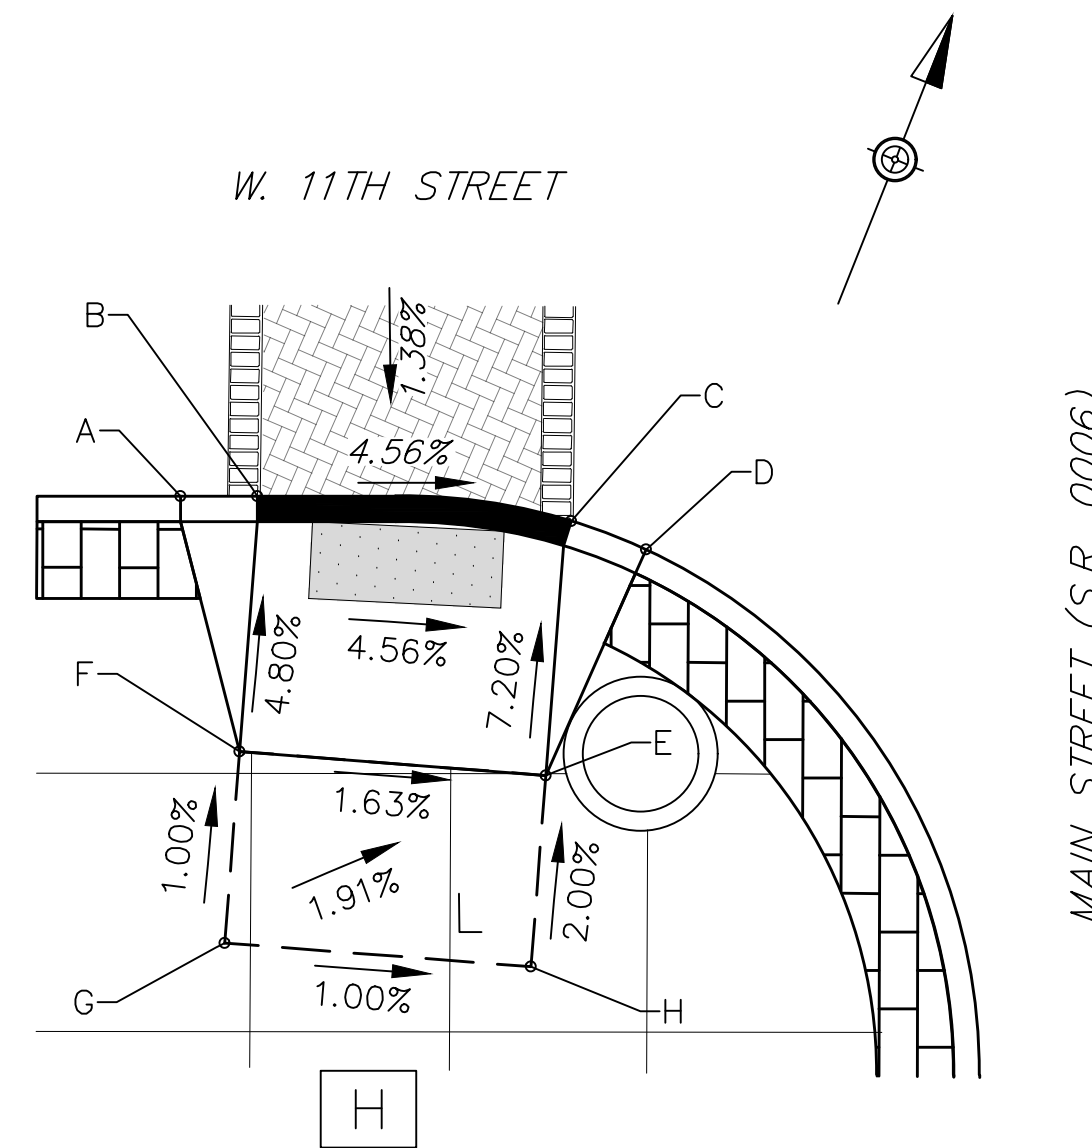 W. 11TH STREET
B
1.38%
A
4.56%
C
D
MAIN STREET (S.R. 0006)
F
4.80%
4.56%
7.20%
E
1.63%
1.00%
1.91%
L
2.00%
G
1.00%
H
H